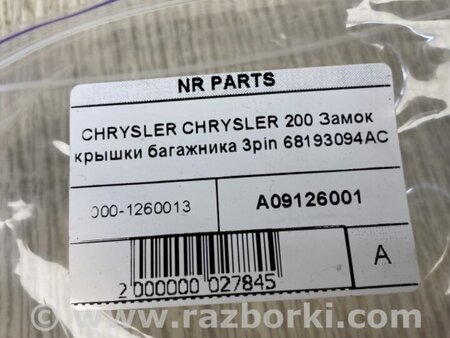 NR PARTS
CHRYSLER CHRYSLER 200 Замок
крышки багажника 3pin 68193094AC
000-1260013
A09126001
2 000000 027845
A
© www.razborki.com